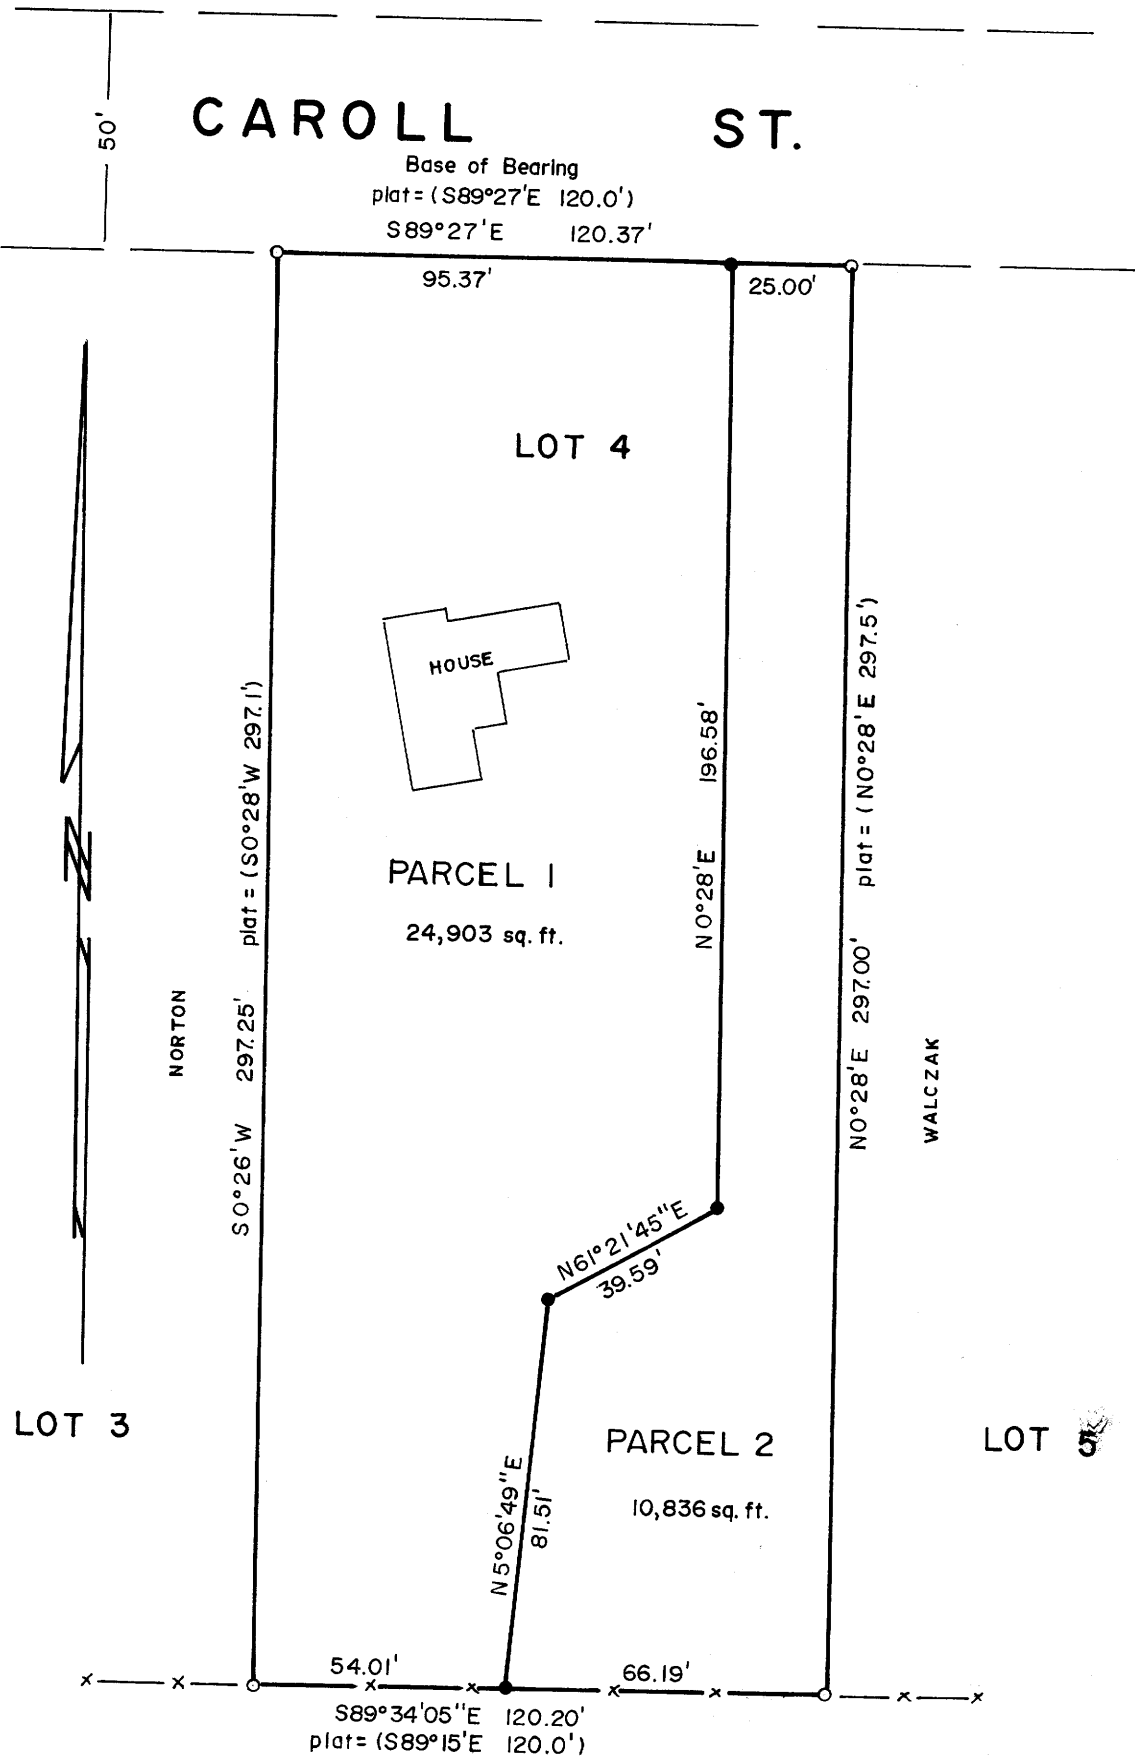 50'
CAROLL ST.
Base of Bearing
plat= (S89°27'E 120.0')
S89°27'E 120.37'
95.37'
25.00'
LOT 4
HOUSE
PARCEL 1
24,903 sq. ft.
N0°28'E 196.58'
plat = (S0°28'W 297.1')
S0°26'W 297.25'
plat = (N0°28'E 297.5')
N0°28'E 297.00'
NORTON
WALCZAK
N
N61°21'45"E
39.59'
LOT 3
PARCEL 2
10,836 sq. ft.
LOT 5
N5°06'49"E
81.51'
54.01'
66.19'
S89°34'05"E 120.20'
plat= (S89°15'E 120.0')